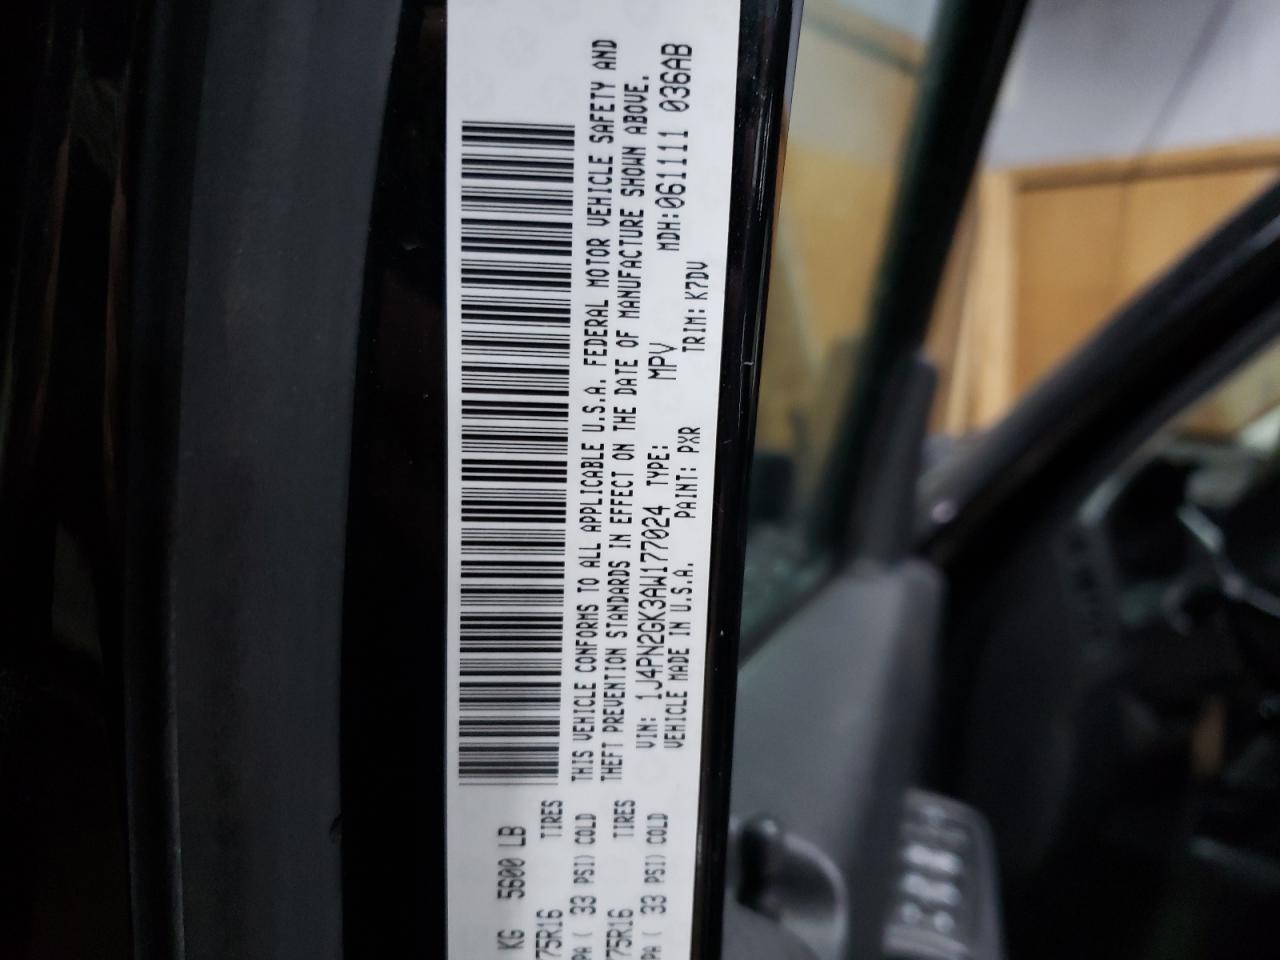 KG 5600 LB
75R16 TIRES
PA ( 33 PSI) COLD
75R16 TIRES
PA ( 33 PSI) COLD
THIS VEHICLE CONFORMS TO ALL APPLICABLE U.S.A. FEDERAL MOTOR VEHICLE SAFETY AND
THEFT PREVENTION STANDARDS IN EFFECT ON THE DATE OF MANUFACTURE SHOWN ABOVE.
VIN: 1J4PN2GK3AW177024 TYPE: MPV MDH:061111 036AB
VEHICLE MADE IN U.S.A. PAINT: PXR TRIM: K7DV